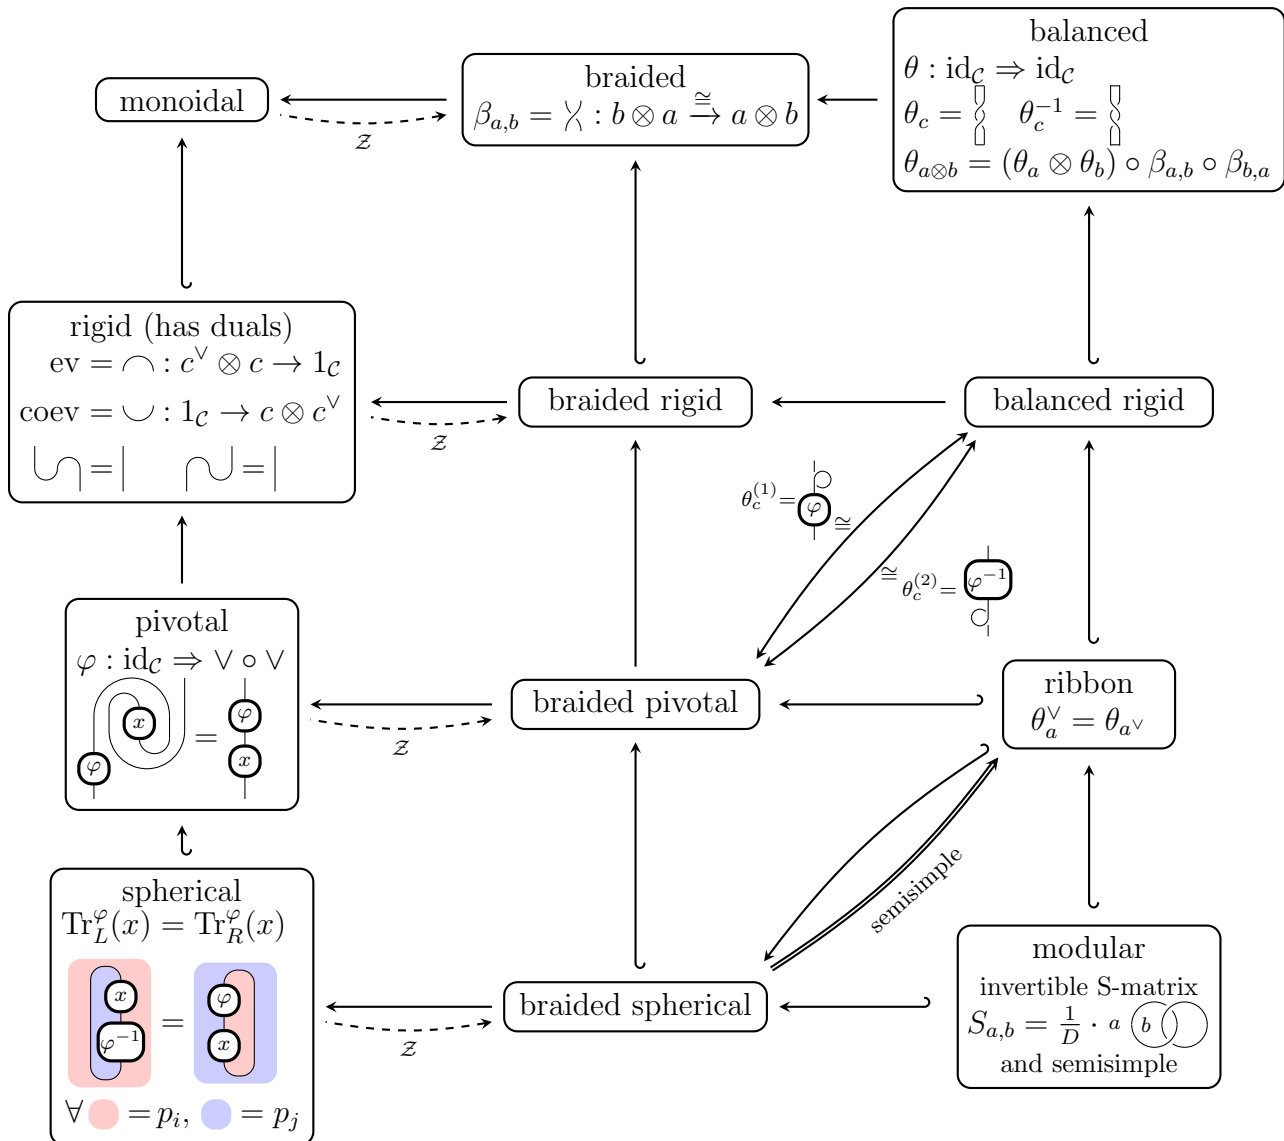 monoidal
𝒵
braided
β_{a,b} = : b ⊗ a ≅→ a ⊗ b
balanced
θ : id_𝒞 ⇒ id_𝒞
θ_c = θ_c^{-1} =
θ_{a⊗b} = (θ_a ⊗ θ_b) ∘ β_{a,b} ∘ β_{b,a}
rigid (has duals)
ev = ⌢ : c^∨ ⊗ c → 1_𝒞
coev = ⌣ : 1_𝒞 → c ⊗ c^∨
= | = |
𝒵
braided rigid
balanced rigid
θ_c^{(1)} = φ
≅
≅
θ_c^{(2)} = φ^{-1}
pivotal
φ : id_𝒞 ⇒ ∨ ∘ ∨
φ x = φ x
𝒵
braided pivotal
ribbon
θ_a^∨ = θ_{a^∨}
semisimple
spherical
Tr_L^φ(x) = Tr_R^φ(x)
x φ^{-1} = φ x
∀ = p_i, = p_j
𝒵
braided spherical
modular
invertible S-matrix
S_{a,b} = 1/D · a b
and semisimple